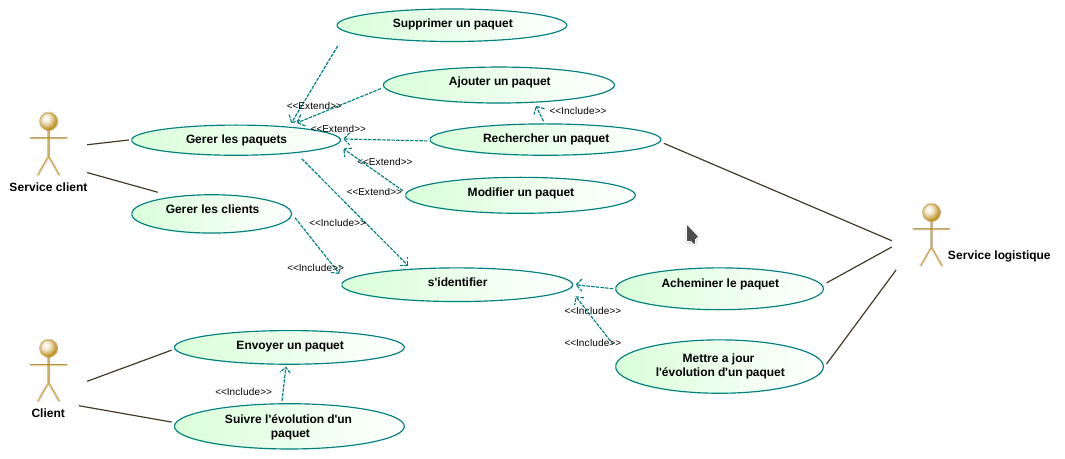 Supprimer un paquet
Ajouter un paquet
<<Extend>>
<<Include>>
<<Extend>>
Gerer les paquets
Rechercher un paquet
<<Extend>>
Service client
<<Extend>>
Modifier un paquet
Gerer les clients
<<Include>>
Service logistique
<<Include>>
s'identifier
Acheminer le paquet
<<Include>>
Envoyer un paquet
<<Include>>
Mettre a jour
l'évolution d'un paquet
<<Include>>
Client
Suivre l'évolution d'un
paquet